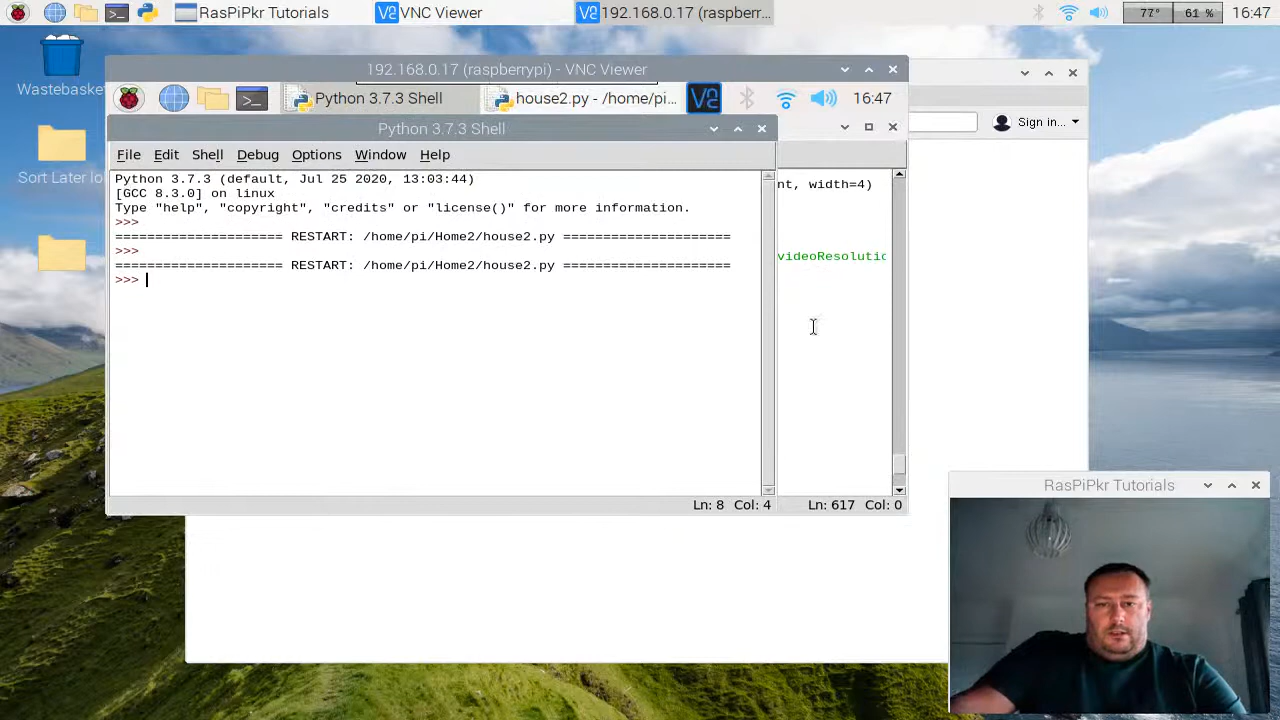 RasPiPkr Tutorials
VNC Viewer
192.168.0.17 (raspberr...
77°
61 %
16:47
Wastebasket
Sort Later lo
192.168.0.17 (raspberrypi) - VNC Viewer
Python 3.7.3 Shell
house2.py - /home/pi...
16:47
Sign in...
Python 3.7.3 Shell
File Edit Shell Debug Options Window Help
Python 3.7.3 (default, Jul 25 2020, 13:03:44)
[GCC 8.3.0] on linux
Type "help", "copyright", "credits" or "license()" for more information.
>>>
===================== RESTART: /home/pi/Home2/house2.py =====================
>>>
===================== RESTART: /home/pi/Home2/house2.py =====================
>>>
nt, width=4)
videoResolutio
Ln: 8 Col: 4
Ln: 617 Col: 0
RasPiPkr Tutorials